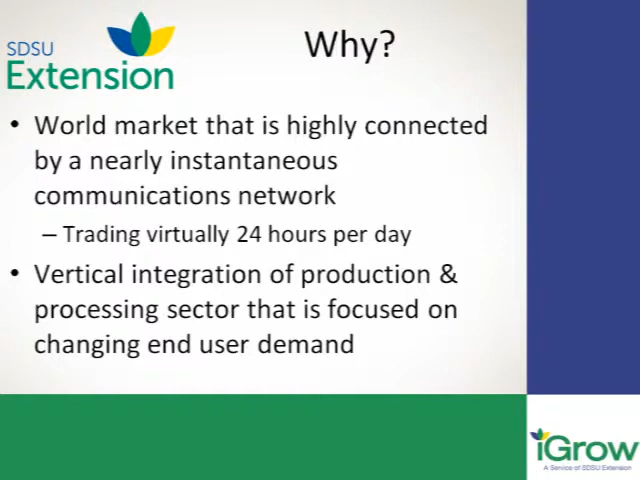 SDSU
Extension
Why?
• World market that is highly connected
by a nearly instantaneous
communications network
– Trading virtually 24 hours per day
• Vertical integration of production &
processing sector that is focused on
changing end user demand
iGrow
A Service of SDSU Extension